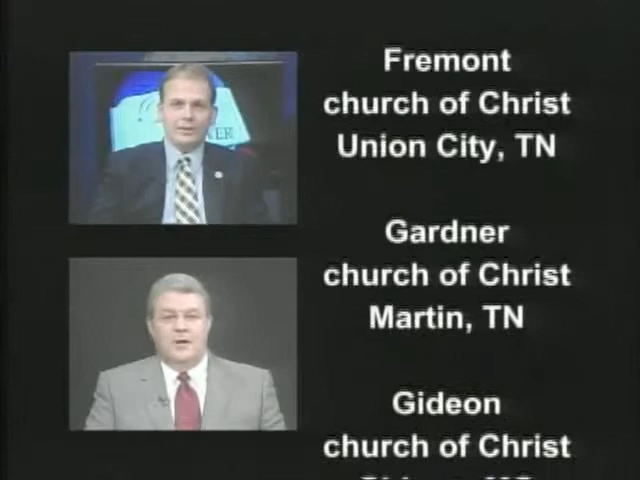 Fremont
church of Christ
Union City, TN
Gardner
church of Christ
Martin, TN
Gideon
church of Christ